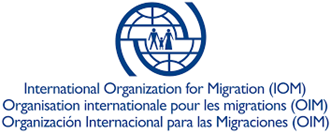 International Organization for Migration (IOM)
Organisation internationale pour les migrations (OIM)
Organización Internacional para las Migraciones (OIM)